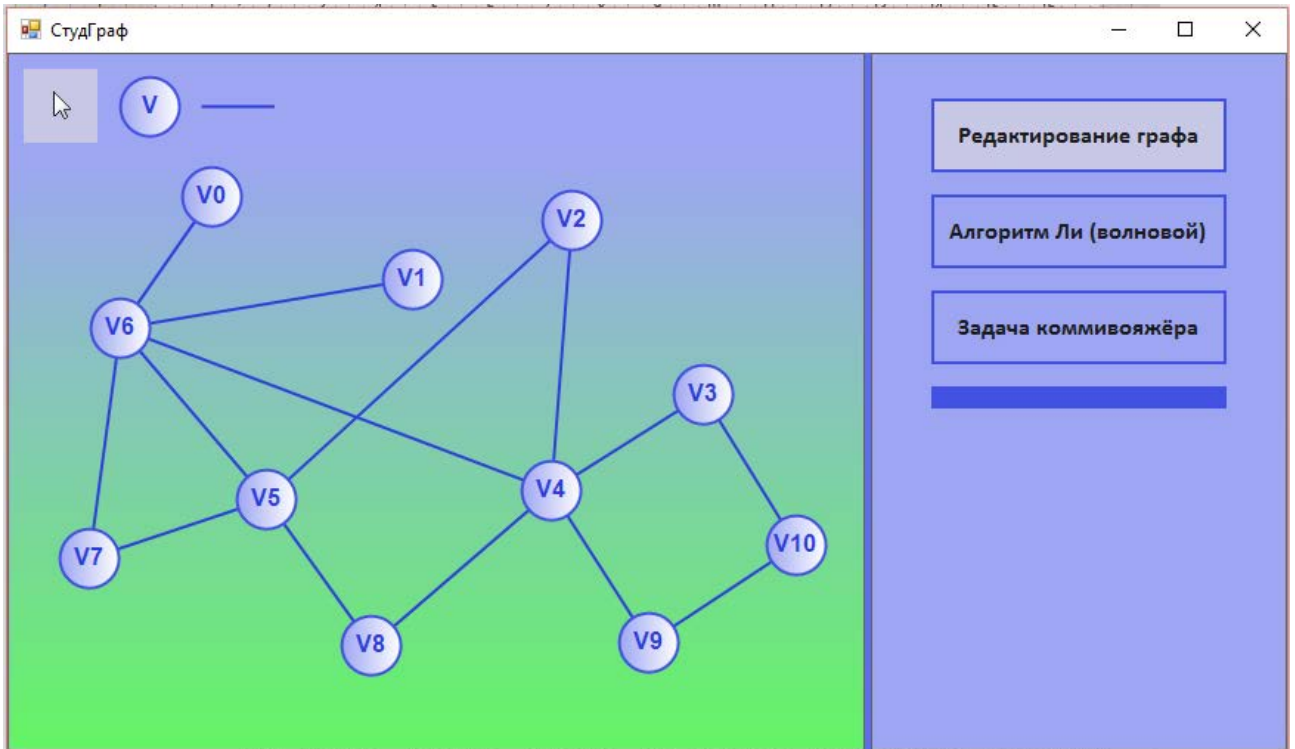 СтудГраф
V
Редактирование графа
V0
V2
Алгоритм Ли (волновой)
V1
V6
Задача коммивояжёра
V3
V4
V5
V10
V7
V8
V9